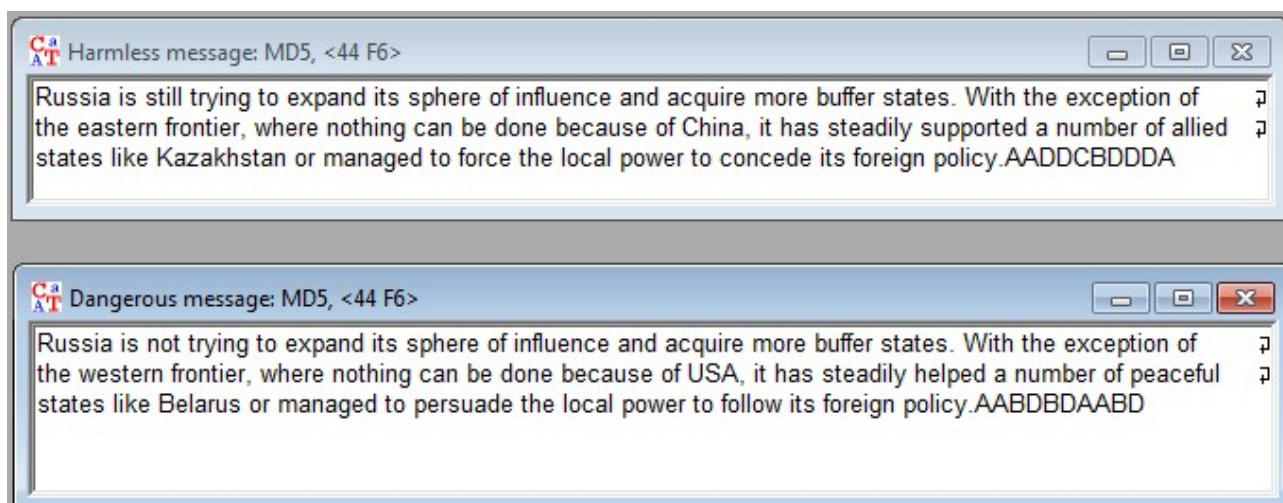 Harmless message: MD5, <44 F6>
Russia is still trying to expand its sphere of influence and acquire more buffer states. With the exception of
the eastern frontier, where nothing can be done because of China, it has steadily supported a number of allied
states like Kazakhstan or managed to force the local power to concede its foreign policy.AADDCBDDDA
Dangerous message: MD5, <44 F6>
Russia is not trying to expand its sphere of influence and acquire more buffer states. With the exception of
the western frontier, where nothing can be done because of USA, it has steadily helped a number of peaceful
states like Belarus or managed to persuade the local power to follow its foreign policy.AABDBDAABD